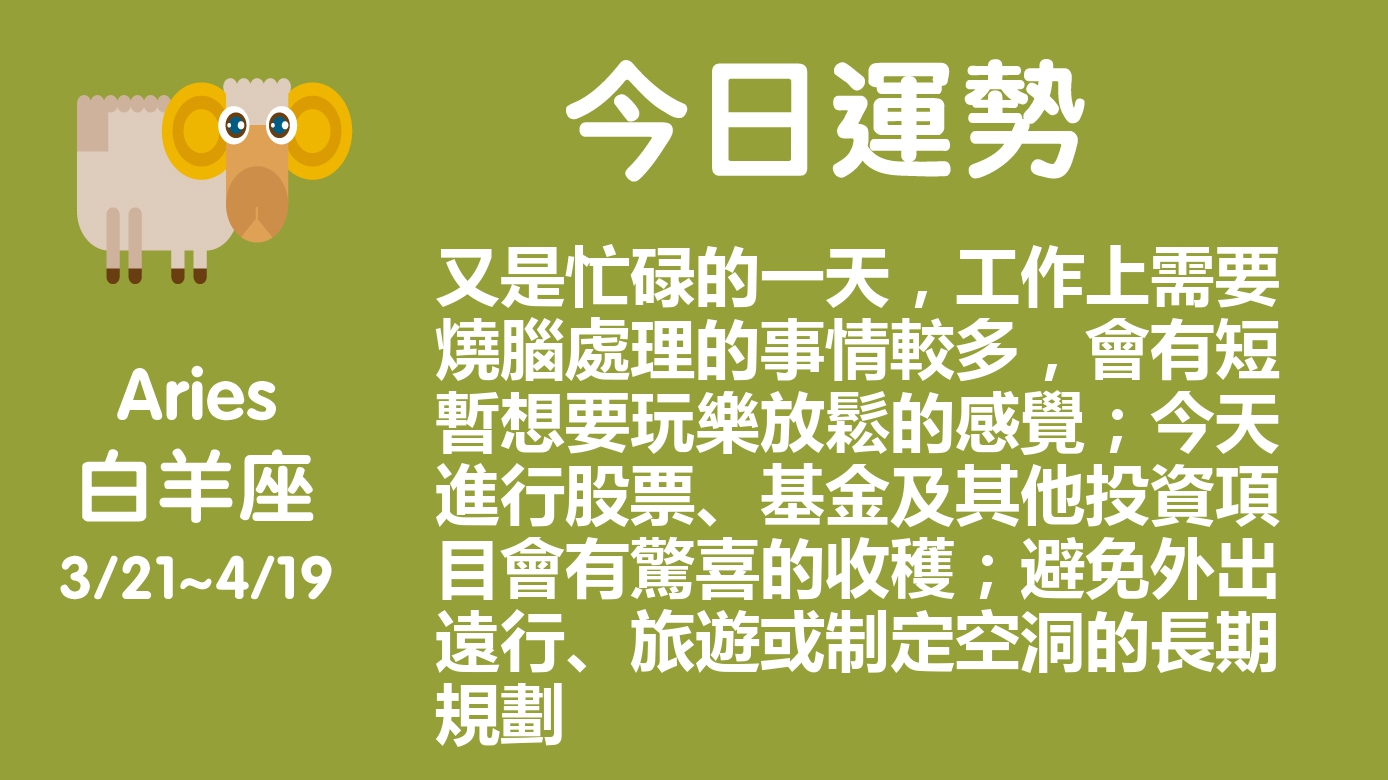 今日運勢
又是忙碌的一天，工作上需要
燒腦處理的事情較多，會有短
暫想要玩樂放鬆的感覺；今天
進行股票、基金及其他投資項
目會有驚喜的收穫；避免外出
遠行、旅遊或制定空洞的長期
規劃
Aries
白羊座
3/21~4/19